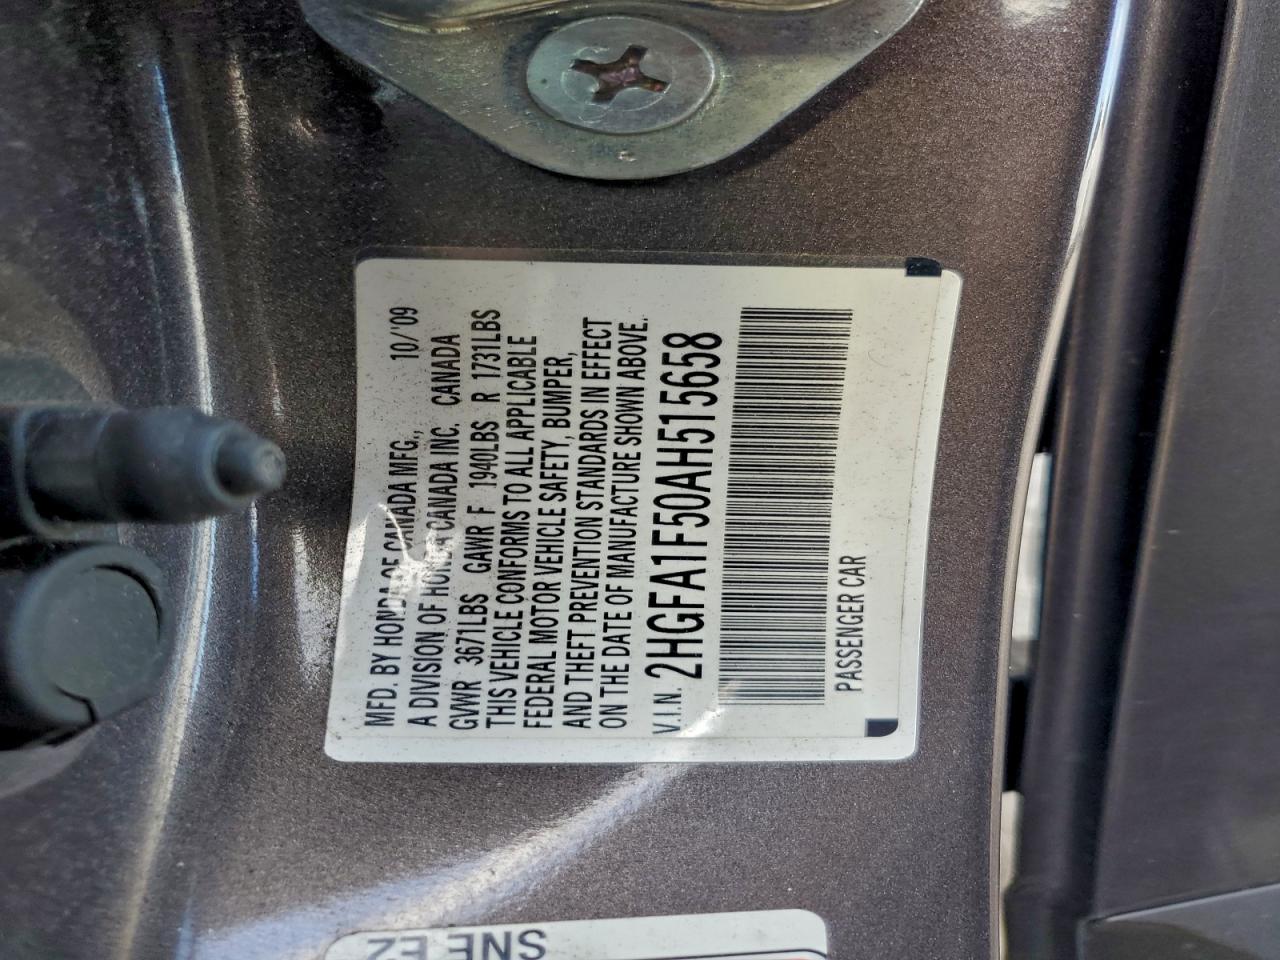 MFD. BY HONDA OF CANADA MFG., 10/'09
A DIVISION OF HONDA CANADA INC. CANADA
GVWR 3671LBS GAWR F 1940LBS R 1731LBS
THIS VEHICLE CONFORMS TO ALL APPLICABLE
FEDERAL MOTOR VEHICLE SAFETY, BUMPER,
AND THEFT PREVENTION STANDARDS IN EFFECT
ON THE DATE OF MANUFACTURE SHOWN ABOVE.
V.I.N. 2HGFA1F50AH515658
PASSENGER CAR